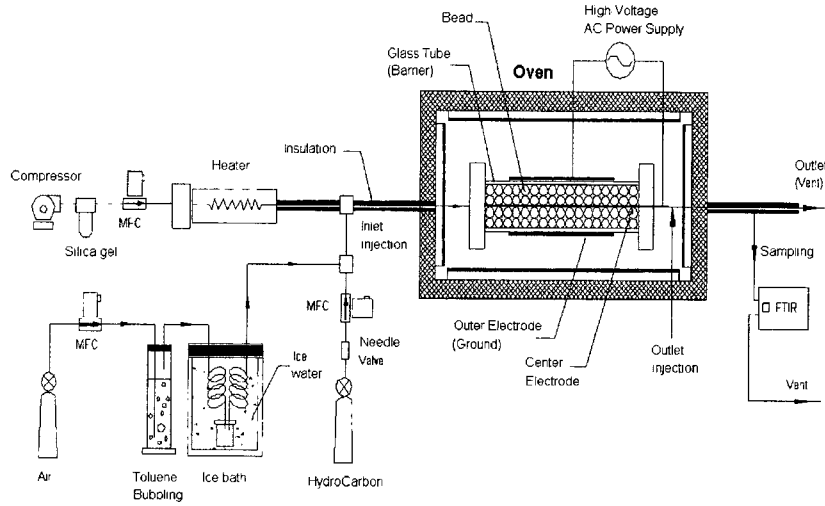 Bead
High Voltage
AC Power Supply
Glass Tube
(Barrier)
Oven
Insulation
Heater
Compressor
MFC
Silica gel
Inlet
injection
Outlet
(Vent)
Sampling
FTIR
MFC
MFC
Needle
Valve
Ice
water
Outer Electrode
(Ground)
Center
Electrode
Outlet
injection
Vent
Air
Toluene
Bubbling
Ice bath
HydroCarbon